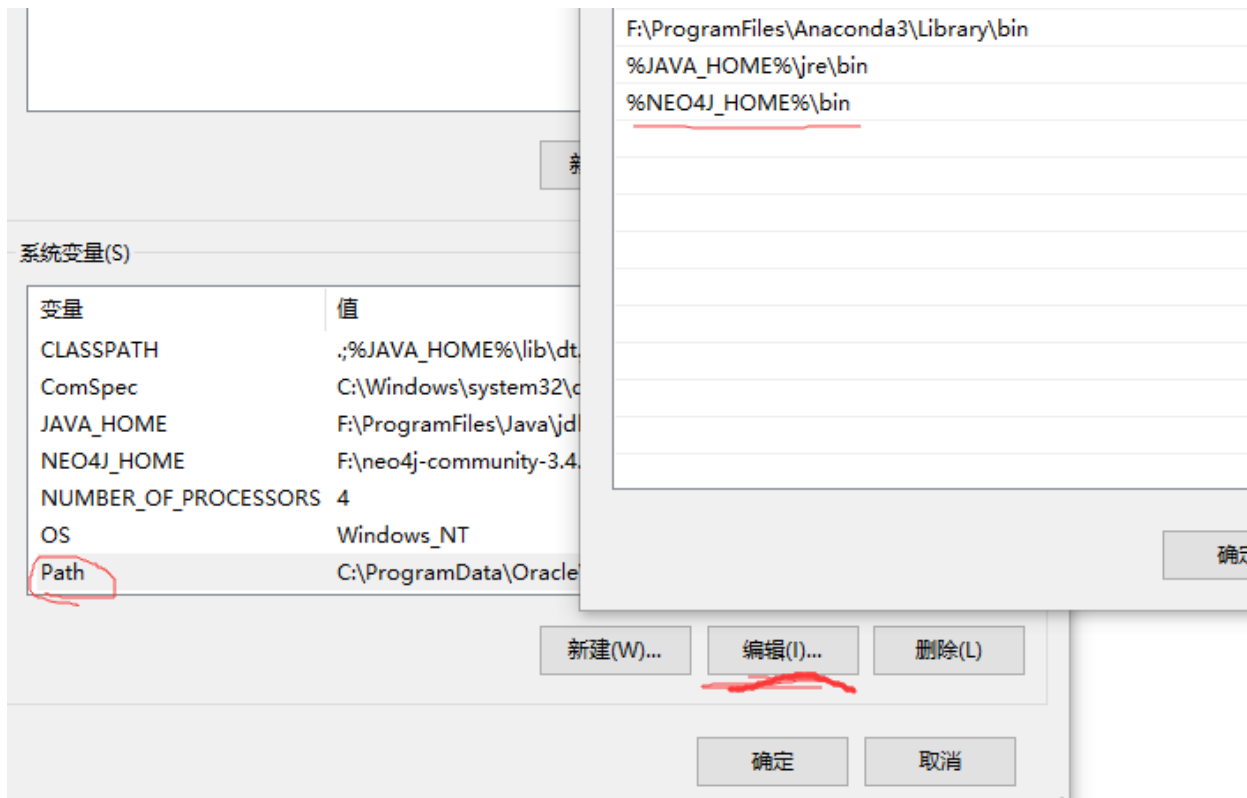 F:\ProgramFiles\Anaconda3\Library\bin
%JAVA_HOME%\jre\bin
%NEO4J_HOME%\bin
系统变量(S)
变量 值
CLASSPATH .;%JAVA_HOME%\lib\dt.
ComSpec C:\Windows\system32\c
JAVA_HOME F:\ProgramFiles\Java\jd
NEO4J_HOME F:\neo4j-community-3.4.
NUMBER_OF_PROCESSORS 4
OS Windows_NT
Path C:\ProgramData\Oracle
确定
新建(W)... 编辑(I)... 删除(L)
确定 取消